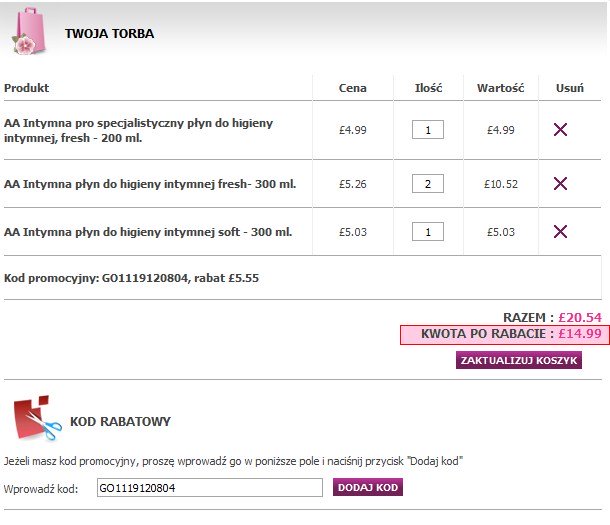 TWOJA TORBA
Produkt Cena Ilość Wartość Usuń
AA Intymna pro specjalistyczny płyn do higieny
intymnej, fresh - 200 ml. £4.99 1 £4.99
AA Intymna płyn do higieny intymnej fresh- 300 ml. £5.26 2 £10.52
AA Intymna płyn do higieny intymnej soft - 300 ml. £5.03 1 £5.03
Kod promocyjny: GO1119120804, rabat £5.55
RAZEM : £20.54
KWOTA PO RABACIE : £14.99
ZAKTUALIZUJ KOSZYK
KOD RABATOWY
Jeżeli masz kod promocyjny, proszę wprowadź go w poniższe pole i naciśnij przycisk "Dodaj kod"
Wprowadź kod: GO1119120804 DODAJ KOD